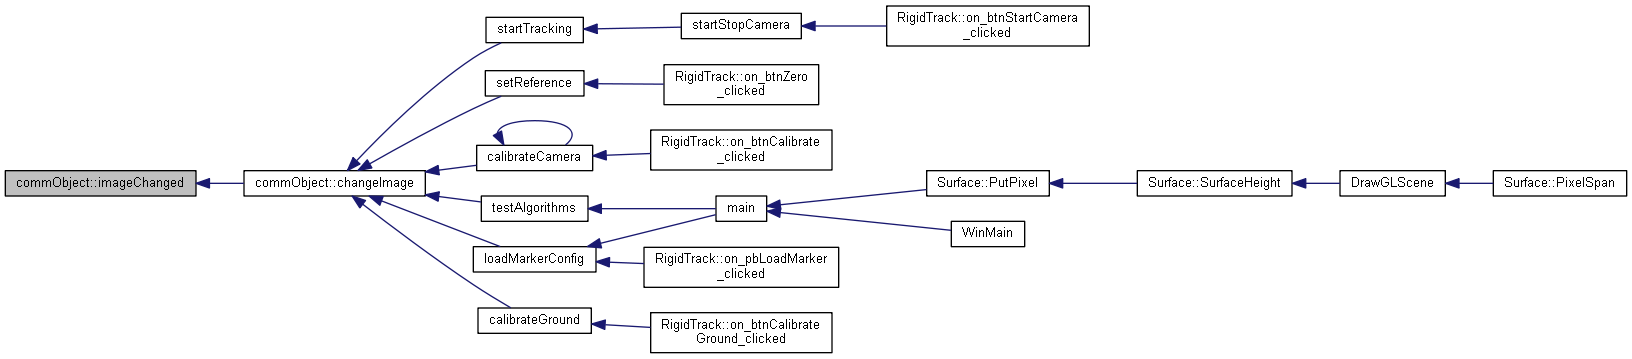 RigidTrack::on_btnStartCamera
_clicked
startTracking
startStopCamera
setReference
RigidTrack::on_btnZero
_clicked
calibrateCamera
RigidTrack::on_btnCalibrate
_clicked
commObject::imageChanged
commObject::changeImage
Surface::PutPixel
Surface::SurfaceHeight
DrawGLScene
Surface::PixelSpan
testAlgorithms
main
WinMain
loadMarkerConfig
RigidTrack::on_pbLoadMarker
_clicked
calibrateGround
RigidTrack::on_btnCalibrate
Ground_clicked